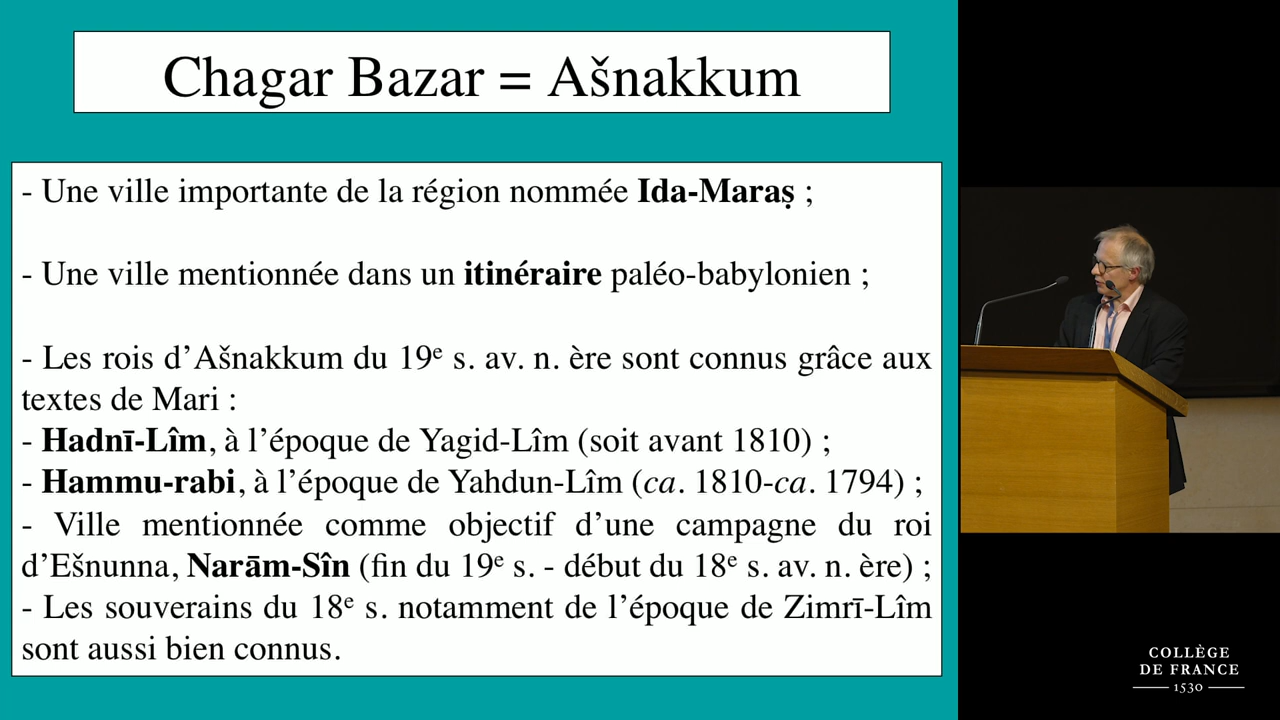 Chagar Bazar = Ašnakkum
- Une ville importante de la région nommée Ida-Maraṣ ;
- Une ville mentionnée dans un itinéraire paléo-babylonien ;
- Les rois d’Ašnakkum du 19e s. av. n. ère sont connus grâce aux
textes de Mari :
- Hadnī-Lîm, à l’époque de Yagid-Lîm (soit avant 1810) ;
- Hammu-rabi, à l’époque de Yahdun-Lîm (ca. 1810-ca. 1794) ;
- Ville mentionnée comme objectif d’une campagne du roi
d’Ešnunna, Narām-Sîn (fin du 19e s. - début du 18e s. av. n. ère) ;
- Les souverains du 18e s. notamment de l’époque de Zimrī-Lîm
sont aussi bien connus.
COLLÈGE
DE FRANCE
1530